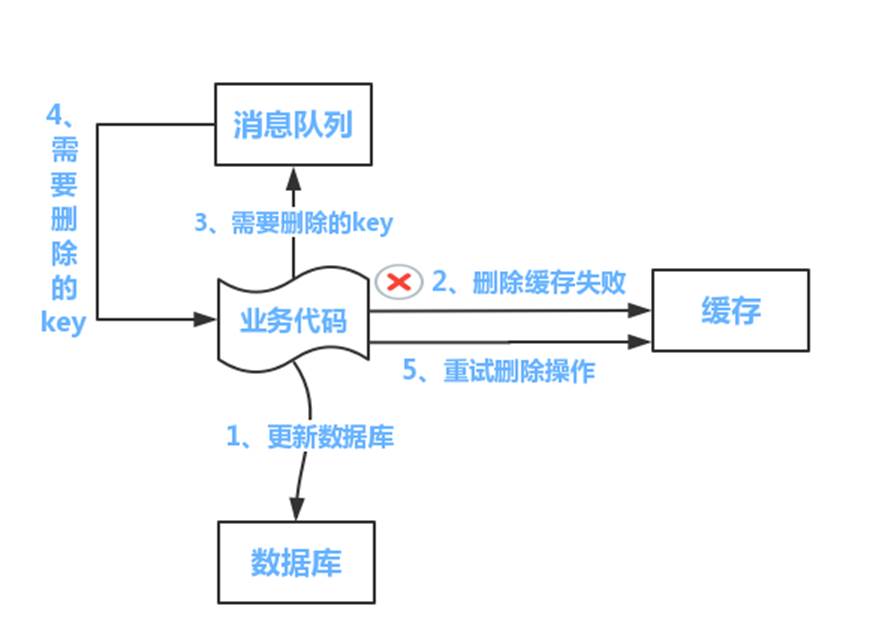 消息队列
4、需要删除的key
3、需要删除的key
2、删除缓存失败
业务代码
缓存
5、重试删除操作
1、更新数据库
数据库